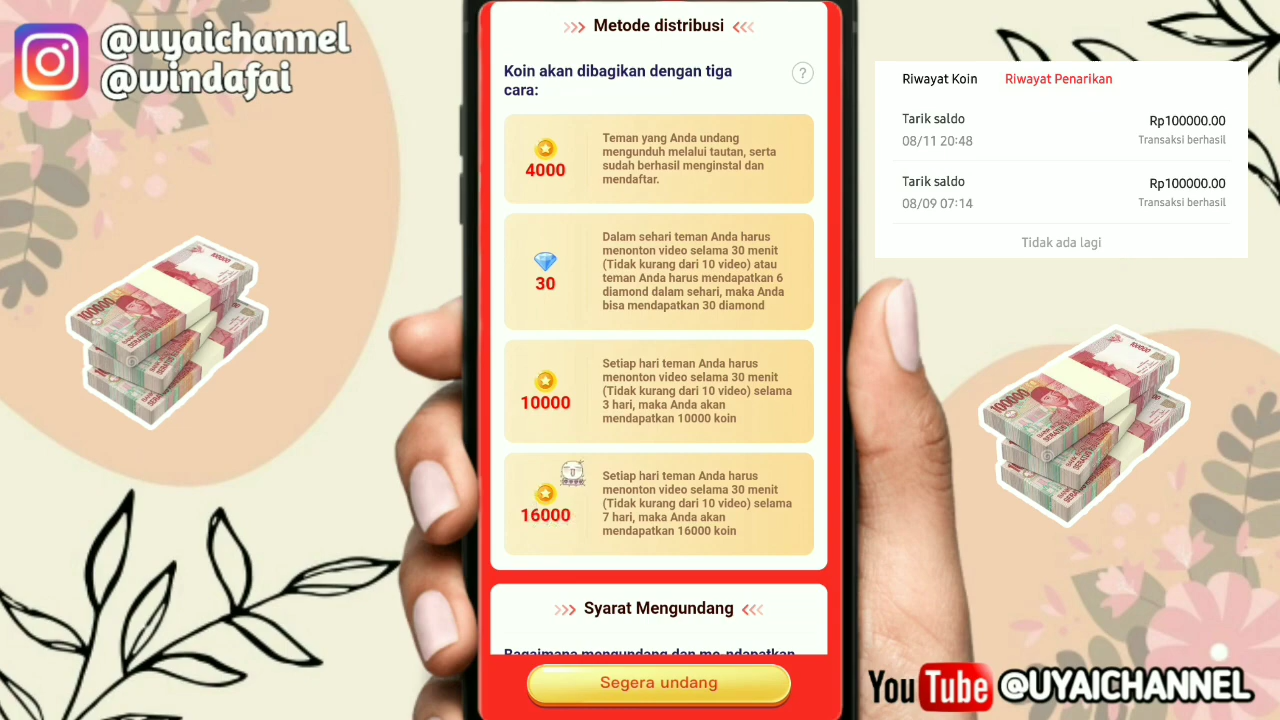 @uyaichannel
@windafai
Metode distribusi
Koin akan dibagikan dengan tiga
cara:
?
4000
Teman yang Anda undang
mengunduh melalui tautan, serta
sudah berhasil menginstal dan
mendaftar.
30
Dalam sehari teman Anda harus
menonton video selama 30 menit
(Tidak kurang dari 10 video) atau
teman Anda harus mendapatkan 6
diamond dalam sehari, maka Anda
bisa mendapatkan 30 diamond
10000
Setiap hari teman Anda harus
menonton video selama 30 menit
(Tidak kurang dari 10 video) selama
3 hari, maka Anda akan
mendapatkan 10000 koin
16000
Setiap hari teman Anda harus
menonton video selama 30 menit
(Tidak kurang dari 10 video) selama
7 hari, maka Anda akan
mendapatkan 16000 koin
Syarat Mengundang
Bagaimana mengundang dan
Segera undang
Riwayat Koin Riwayat Penarikan
Tarik saldo Rp100000.00
08/11 20:48 Transaksi berhasil
Tarik saldo Rp100000.00
08/09 07:14 Transaksi berhasil
Tidak ada lagi
100000
100000
YouTube @UYAICHANNEL